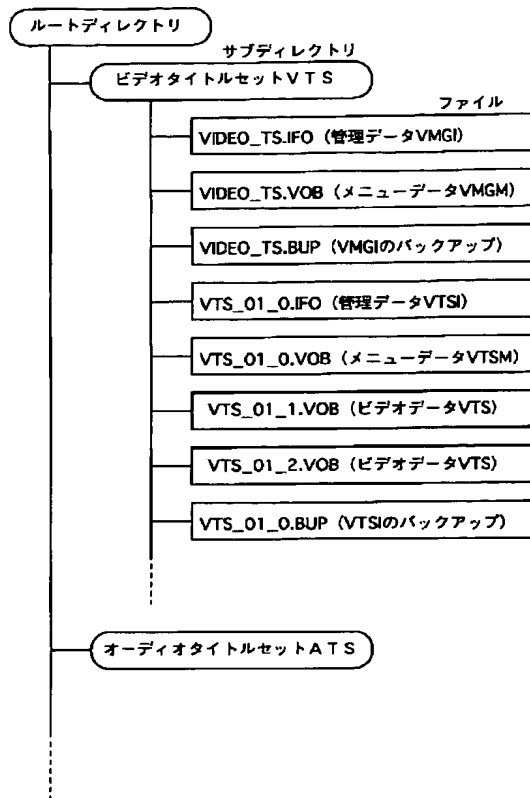 ルートディレクトリ
サブディレクトリ
ビデオタイトルセットVTS
ファイル
VIDEO_TS.IFO（管理データVMGI）
VIDEO_TS.VOB（メニューデータVMGM）
VIDEO_TS.BUP（VMGIのバックアップ）
VTS_01_0.IFO（管理データVTSI）
VTS_01_0.VOB（メニューデータVTSM）
VTS_01_1.VOB（ビデオデータVTS）
VTS_01_2.VOB（ビデオデータVTS）
VTS_01_0.BUP（VTSIのバックアップ）
オーディオタイトルセットATS